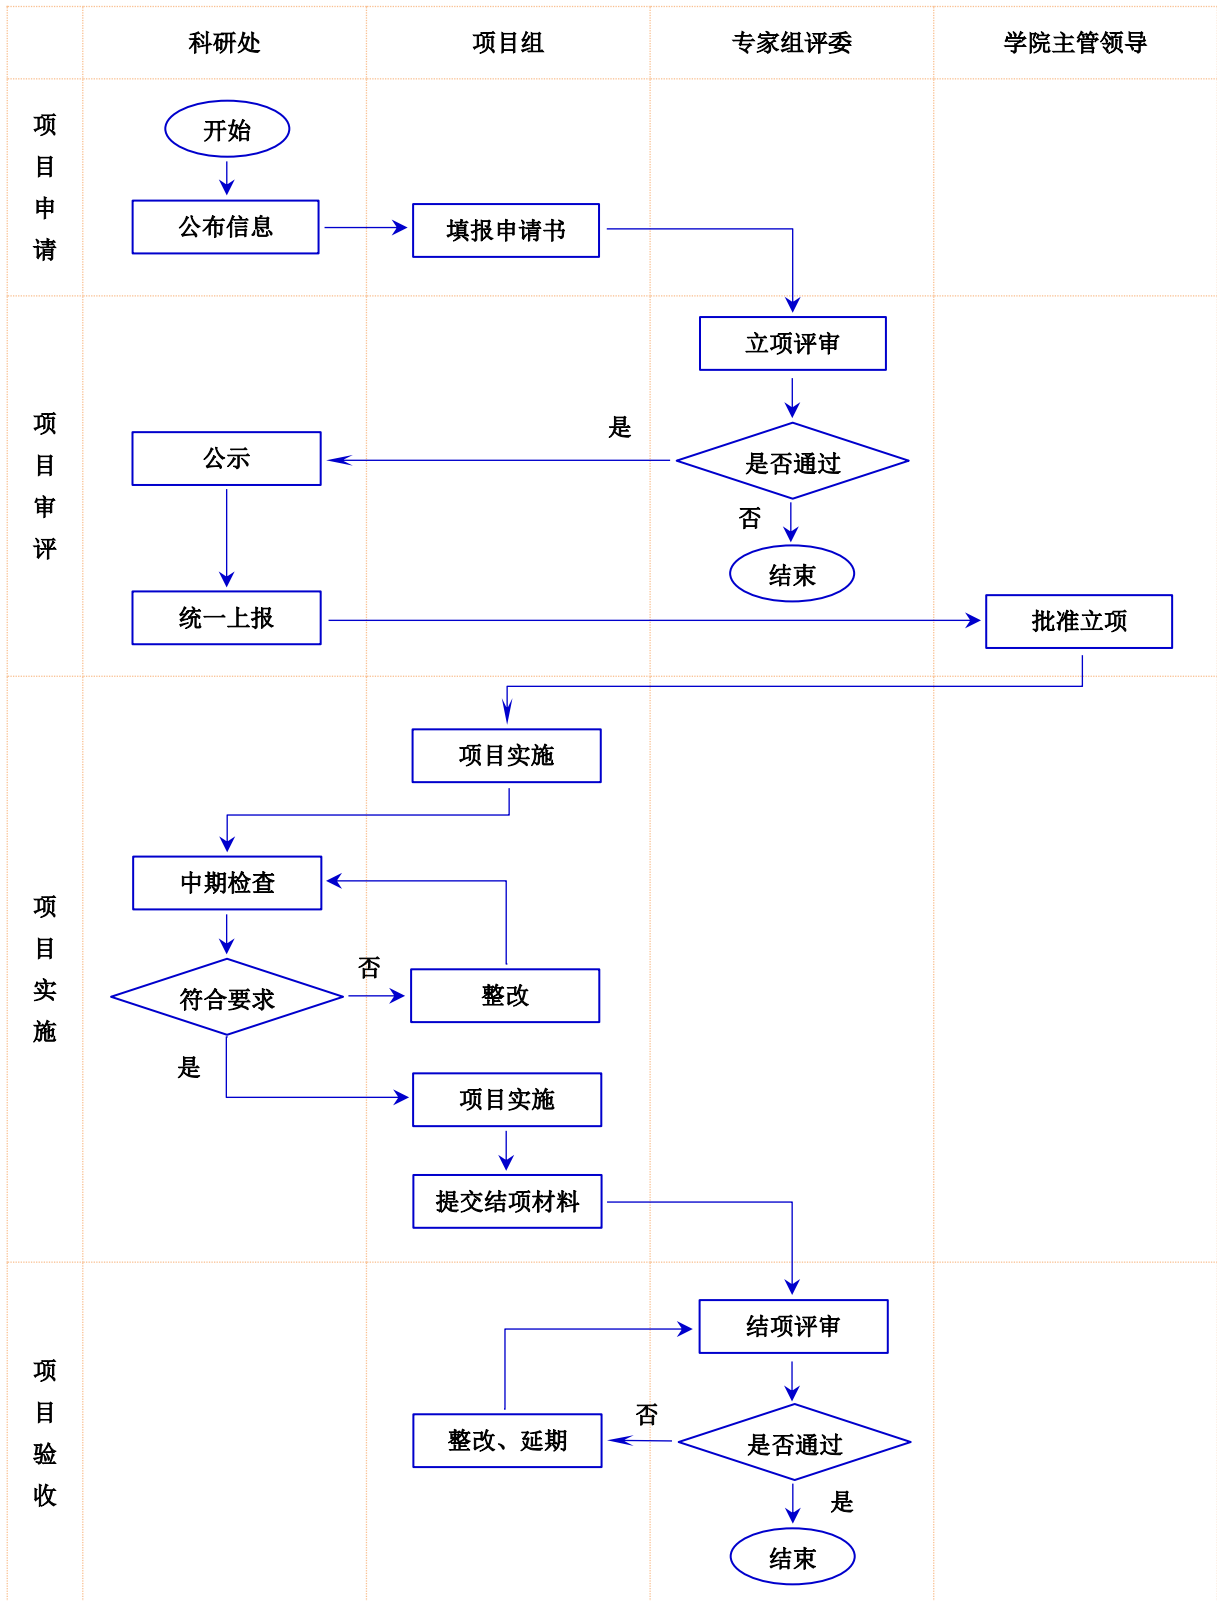 科研处
项目组
专家组评委
学院主管领导
项
目
申
请
开始
公布信息
填报申请书
项
目
审
评
立项评审
是
公示
是否通过
否
结束
统一上报
批准立项
项
目
实
施
项目实施
中期检查
否
符合要求
整改
是
项目实施
提交结项材料
项
目
验
收
结项评审
否
整改、延期
是否通过
是
结束